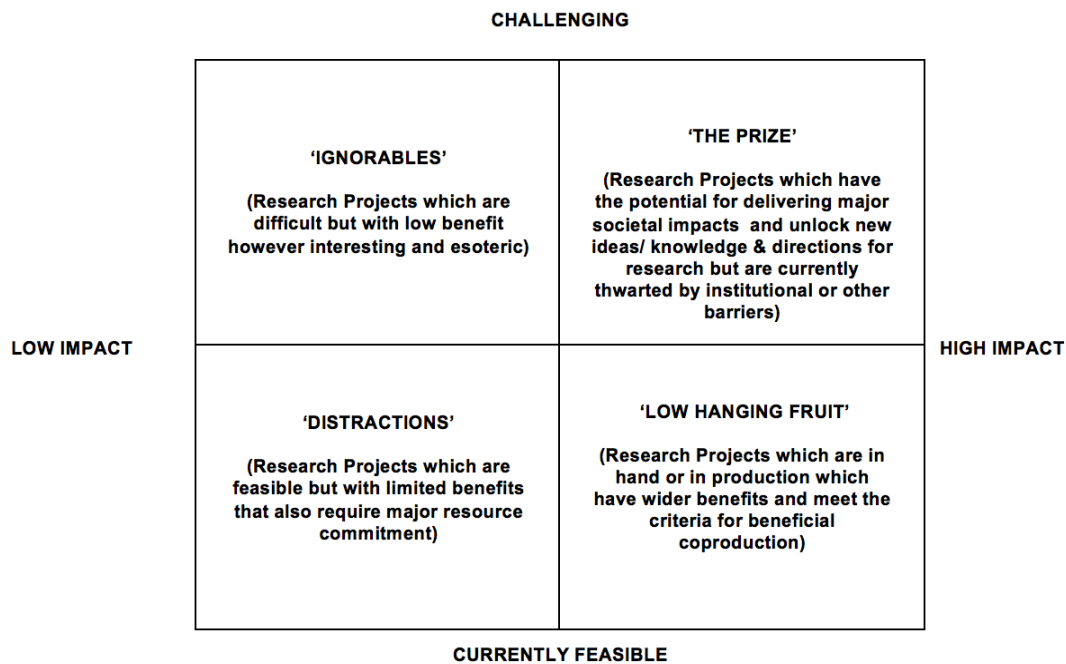 CHALLENGING
‘IGNORABLES’
(Research Projects which are
difficult but with low benefit
however interesting and esoteric)
‘THE PRIZE’
(Research Projects which have
the potential for delivering major
societal impacts and unlock new
ideas/ knowledge & directions for
research but are currently
thwarted by institutional or other
barriers)
LOW IMPACT
HIGH IMPACT
‘DISTRACTIONS’
(Research Projects which are
feasible but with limited benefits
that also require major resource
commitment)
‘LOW HANGING FRUIT’
(Research Projects which are in
hand or in production which
have wider benefits and meet the
criteria for beneficial
coproduction)
CURRENTLY FEASIBLE